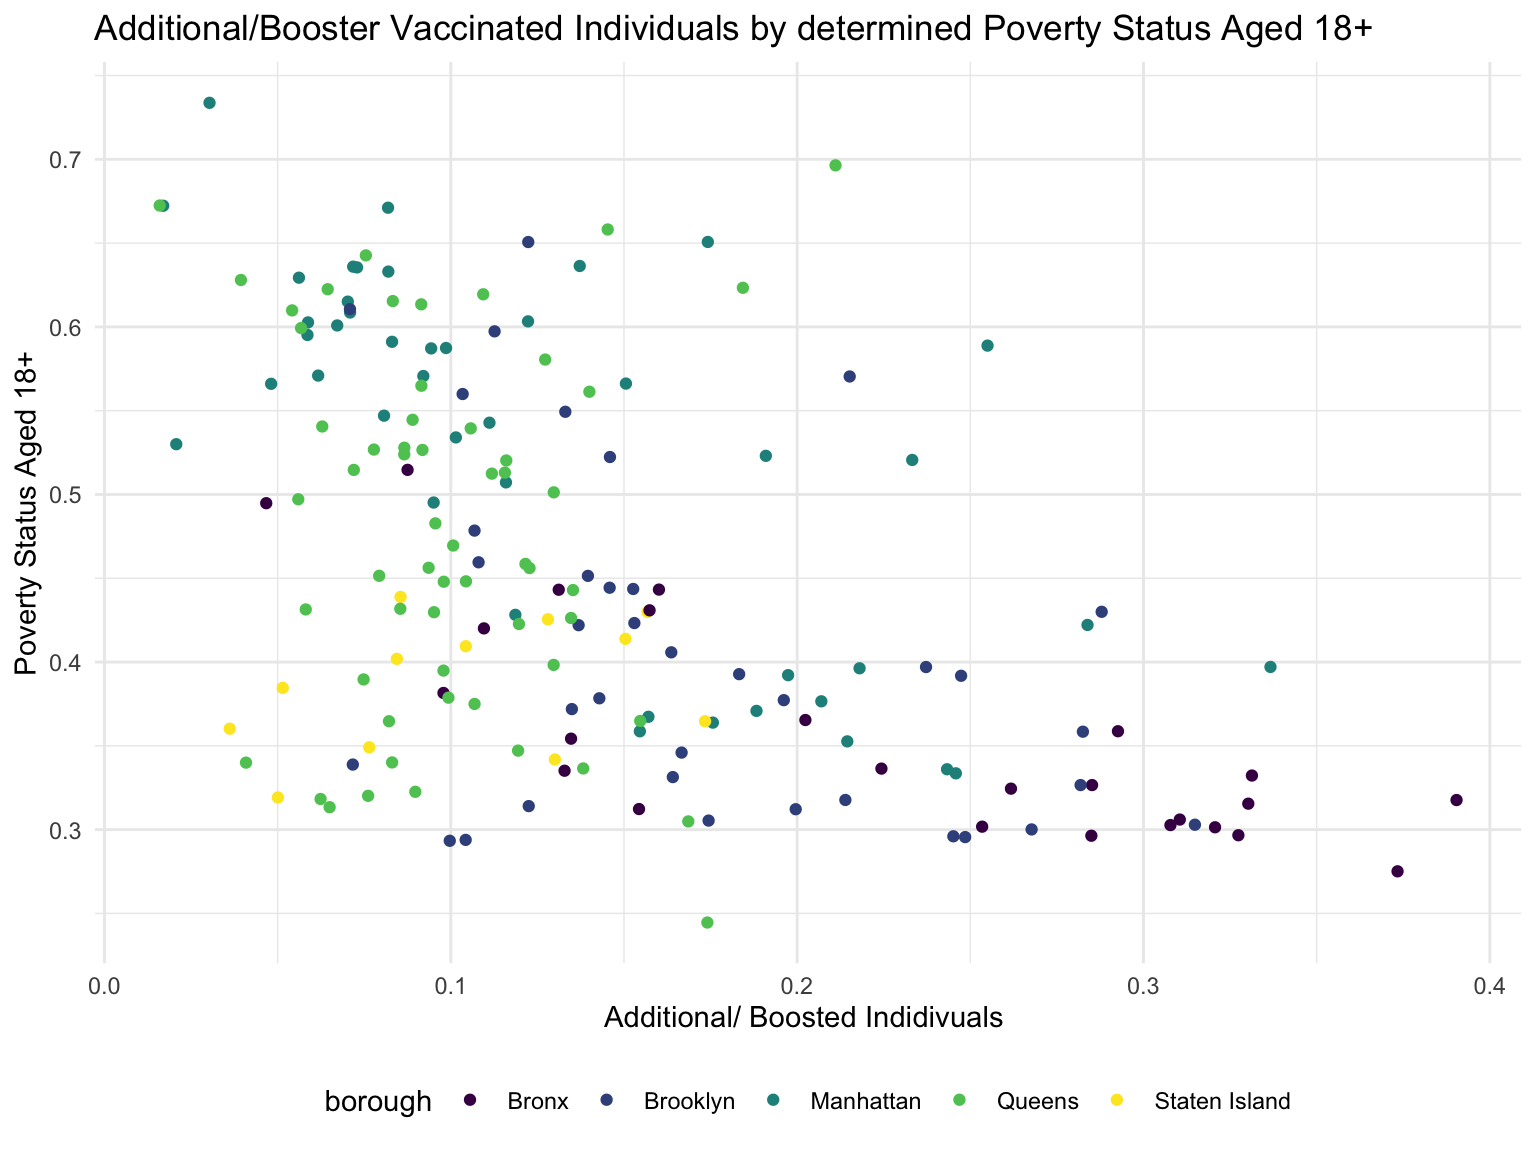 Additional/Booster Vaccinated Individuals by determined Poverty Status Aged 18+
Poverty Status Aged 18+
0.7
0.6
0.5
0.4
0.3
0.0 0.1 0.2 0.3 0.4
Additional/ Boosted Indidivuals
borough Bronx Brooklyn Manhattan Queens Staten Island